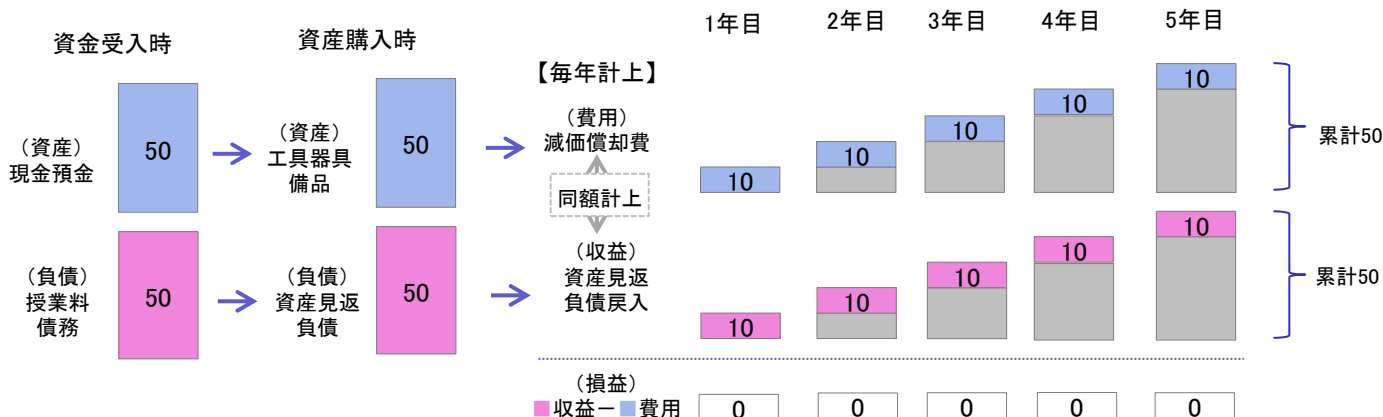 資金受入時
資産購入時
1年目
2年目
3年目
4年目
5年目
【毎年計上】
(資産)
現金預金
50
(資産)
工具器具
備品
50
(費用)
減価償却費
10
10
10
10
10
累計50
同額計上
(負債)
授業料
債務
50
(負債)
資産見返
負債
50
(収益)
資産見返
負債戻入
10
10
10
10
10
累計50
(損益)
収益－費用
0
0
0
0
0